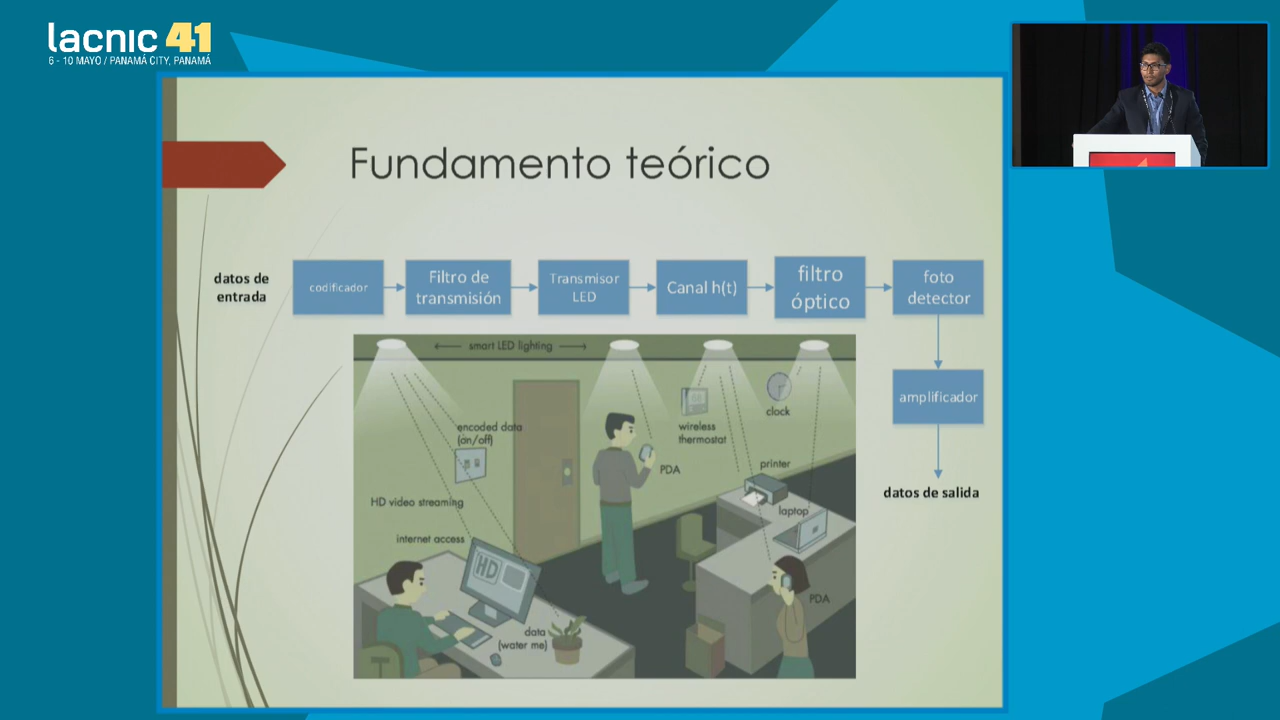 lacnic 41
6 - 10 MAYO / PANAMÁ CITY, PANAMÁ
Fundamento teórico
datos de
entrada
codificador
Filtro de
transmisión
Transmisor
LED
Canal h(t)
filtro
óptico
foto
detector
amplificador
datos de salida
smart LED lighting
encoded data
(on/off)
HD video streaming
internet access
HD
data
(water me)
PDA
wireless
thermostat
clock
printer
laptop
PDA